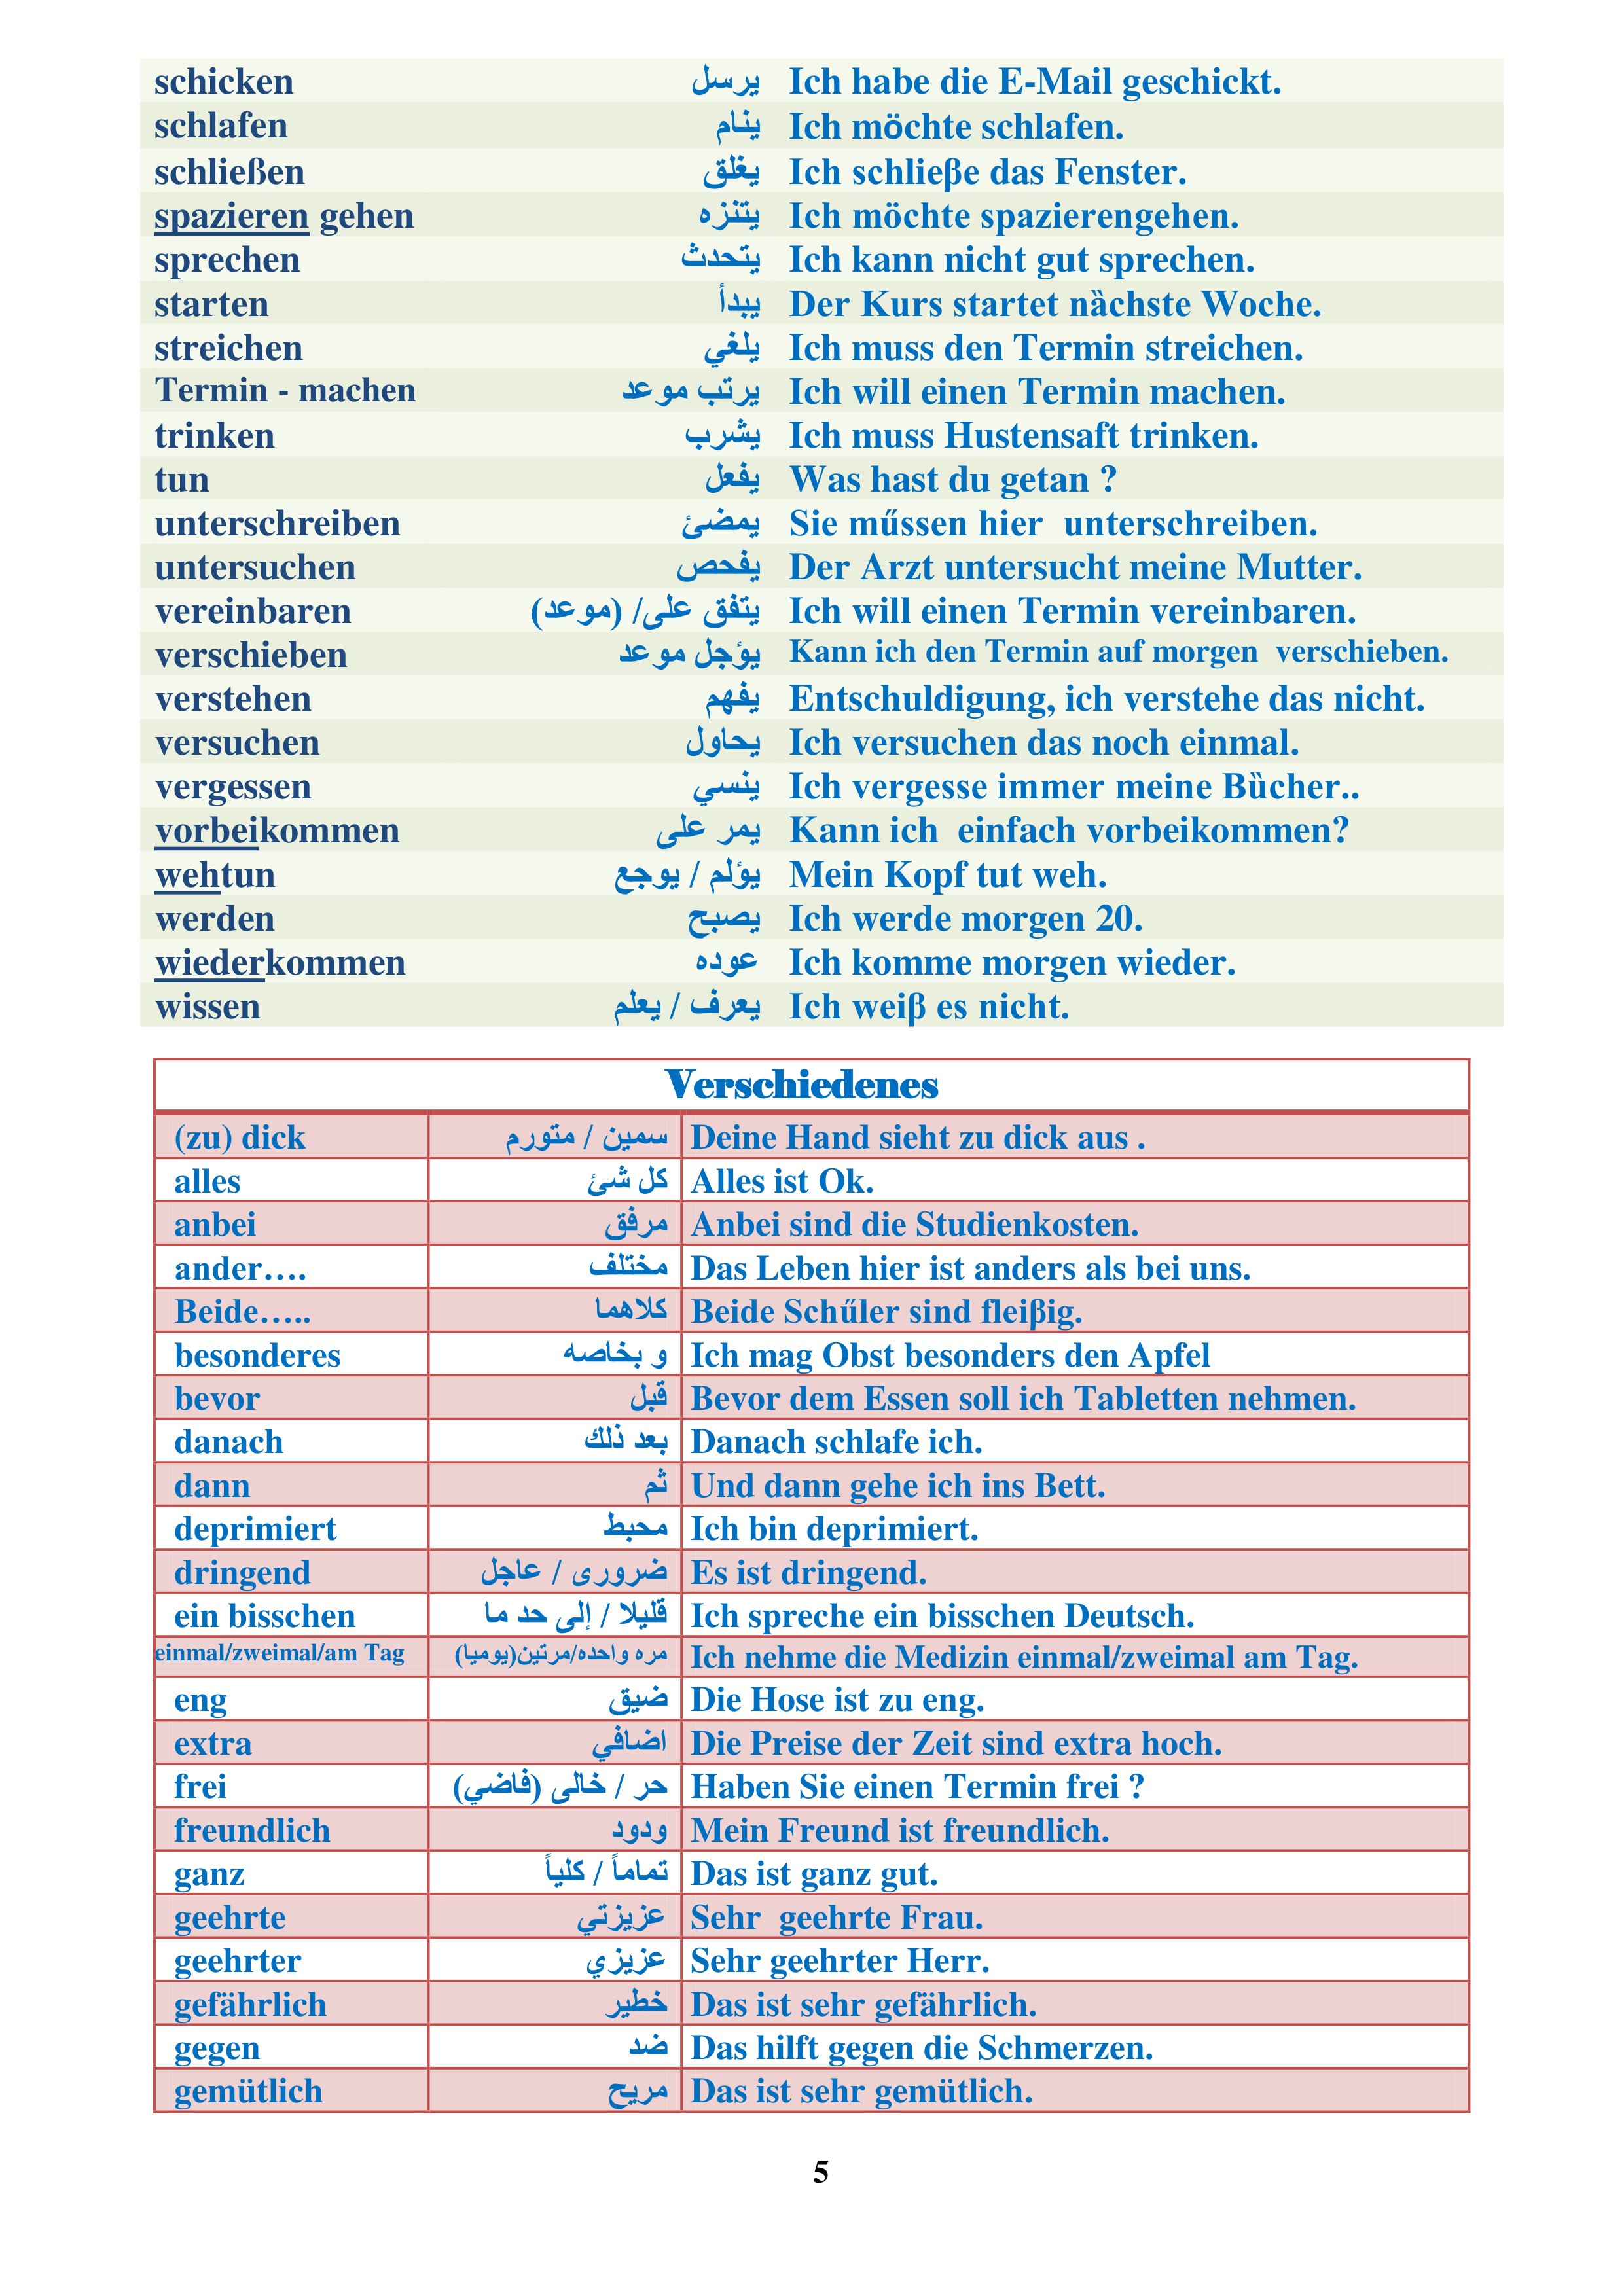 schicken يرسل Ich habe die E-Mail geschickt.
schlafen ينام Ich möchte schlafen.
schließen يغلق Ich schlieβe das Fenster.
spazieren gehen يتنزه Ich möchte spazierengehen.
sprechen يتحدث Ich kann nicht gut sprechen.
starten يبدأ Der Kurs startet nȁchste Woche.
streichen يلغي Ich muss den Termin streichen.
Termin - machen يرتب موعد Ich will einen Termin machen.
trinken يشرب Ich muss Hustensaft trinken.
tun يفعل Was hast du getan ?
unterschreiben يمضئ Sie műssen hier unterschreiben.
untersuchen يفحص Der Arzt untersucht meine Mutter.
vereinbaren يتفق على/ (موعد) Ich will einen Termin vereinbaren.
verschieben يؤجل موعد Kann ich den Termin auf morgen verschieben.
verstehen يفهم Entschuldigung, ich verstehe das nicht.
versuchen يحاول Ich versuchen das noch einmal.
vergessen ينسي Ich vergesse immer meine Bȕcher..
vorbeikommen يمر على Kann ich einfach vorbeikommen?
wehtun يؤلم / يوجع Mein Kopf tut weh.
werden يصبح Ich werde morgen 20.
wiederkommen عوده Ich komme morgen wieder.
wissen يعرف / يعلم Ich weiβ es nicht.
Verschiedenes
(zu) dick سمين / متورم Deine Hand sieht zu dick aus .
alles كل شئ Alles ist Ok.
anbei مرفق Anbei sind die Studienkosten.
ander…. مختلف Das Leben hier ist anders als bei uns.
Beide….. كلاهما Beide Schűler sind fleiβig.
besonderes و بخاصه Ich mag Obst besonders den Apfel
bevor قبل Bevor dem Essen soll ich Tabletten nehmen.
danach بعد ذلك Danach schlafe ich.
dann ثم Und dann gehe ich ins Bett.
deprimiert محبط Ich bin deprimiert.
dringend ضرورى / عاجل Es ist dringend.
ein bisschen قليلا / إلى حد ما Ich spreche ein bisschen Deutsch.
einmal/zweimal/am Tag مره واحده/مرتين(يوميا) Ich nehme die Medizin einmal/zweimal am Tag.
eng ضيق Die Hose ist zu eng.
extra اضافي Die Preise der Zeit sind extra hoch.
frei حر / خالى (فاضي) Haben Sie einen Termin frei ?
freundlich ودود Mein Freund ist freundlich.
ganz تماماً / كلياً Das ist ganz gut.
geehrte عزيزتي Sehr geehrte Frau.
geehrter عزيزي Sehr geehrter Herr.
gefährlich خطير Das ist sehr gefährlich.
gegen ضد Das hilft gegen die Schmerzen.
gemütlich مريح Das ist sehr gemütlich.
5